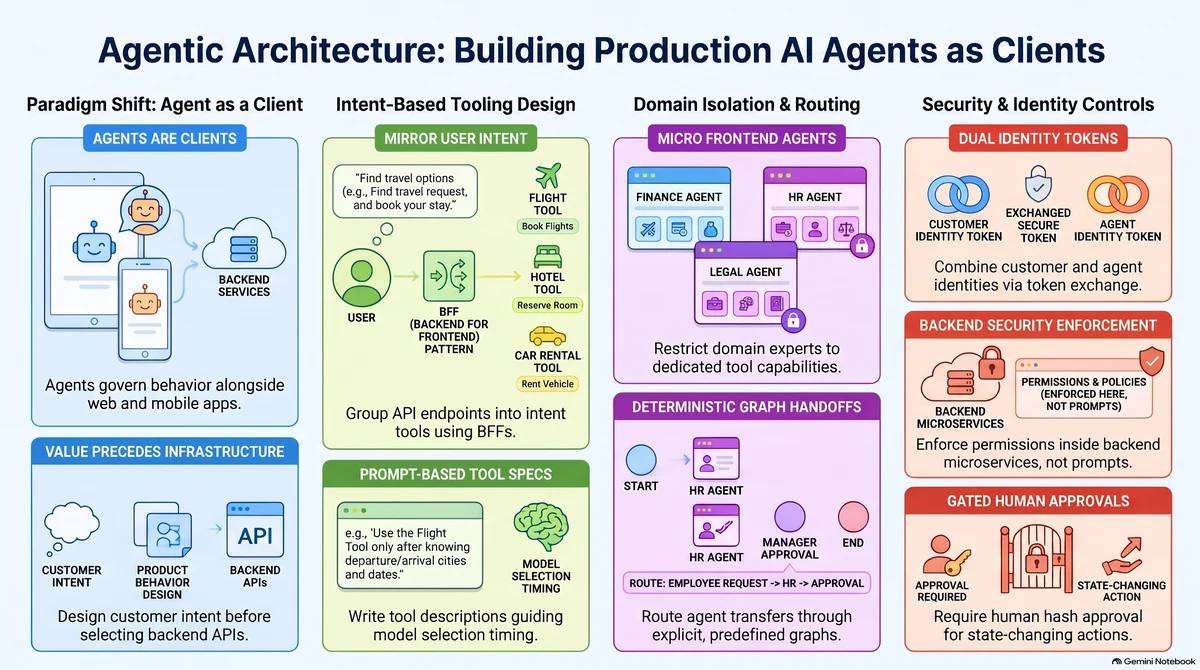 Agentic Architecture: Building Production AI Agents as Clients
Paradigm Shift: Agent as a Client
AGENTS ARE CLIENTS
BACKEND
SERVICES
Agents govern behavior alongside
web and mobile apps.
VALUE PRECEDES INFRASTRUCTURE
CUSTOMER
INTENT
PRODUCT
BEHAVIOR
DESIGN
API
BACKEND
APIs
Design customer intent before
selecting backend APIs.
Intent-Based Tooling Design
MIRROR USER INTENT
"Find travel options
(e.g., Find travel request,
and book your stay."
USER
BFF
(BACKEND FOR
FRONTEND)
PATTERN
FLIGHT
TOOL
Book Flights
HOTEL
TOOL
Reserve Room
CAR RENTAL
TOOL
Rent Vehicle
Group API endpoints into intent
tools using BFFs.
PROMPT-BASED TOOL SPECS
e.g., 'Use the Flight
Tool only after knowing
departure/arrival cities
and dates."
MODEL
SELECTION
TIMING
Write tool descriptions guiding
model selection timing.
Domain Isolation & Routing
MICRO FRONTEND AGENTS
FINANCE AGENT
HR AGENT
LEGAL AGENT
Restrict domain experts to
dedicated tool capabilities.
DETERMINISTIC GRAPH HANDOFFS
START
HR AGENT
HR AGENT
MANAGER
APPROVAL
END
ROUTE: EMPLOYEE REQUEST -> HR -> APPROVAL
Route agent transfers through
explicit, predefined graphs.
Security & Identity Controls
DUAL IDENTITY TOKENS
CUSTOMER
IDENTITY TOKEN
EXCHANGED
SECURE
TOKEN
AGENT
IDENTITY TOKEN
Combine customer and agent
identities via token exchange.
BACKEND SECURITY ENFORCEMENT
BACKEND
MICROSERVICES
PERMISSIONS & POLICIES
(ENFORCED HERE,
NOT PROMPTS)
Enforce permissions inside backend
microservices, not prompts.
GATED HUMAN APPROVALS
APPROVAL
REQUIRED
STATE-CHANGING
ACTION
Require human hash approval
for state-changing actions.
Gemini Notebook